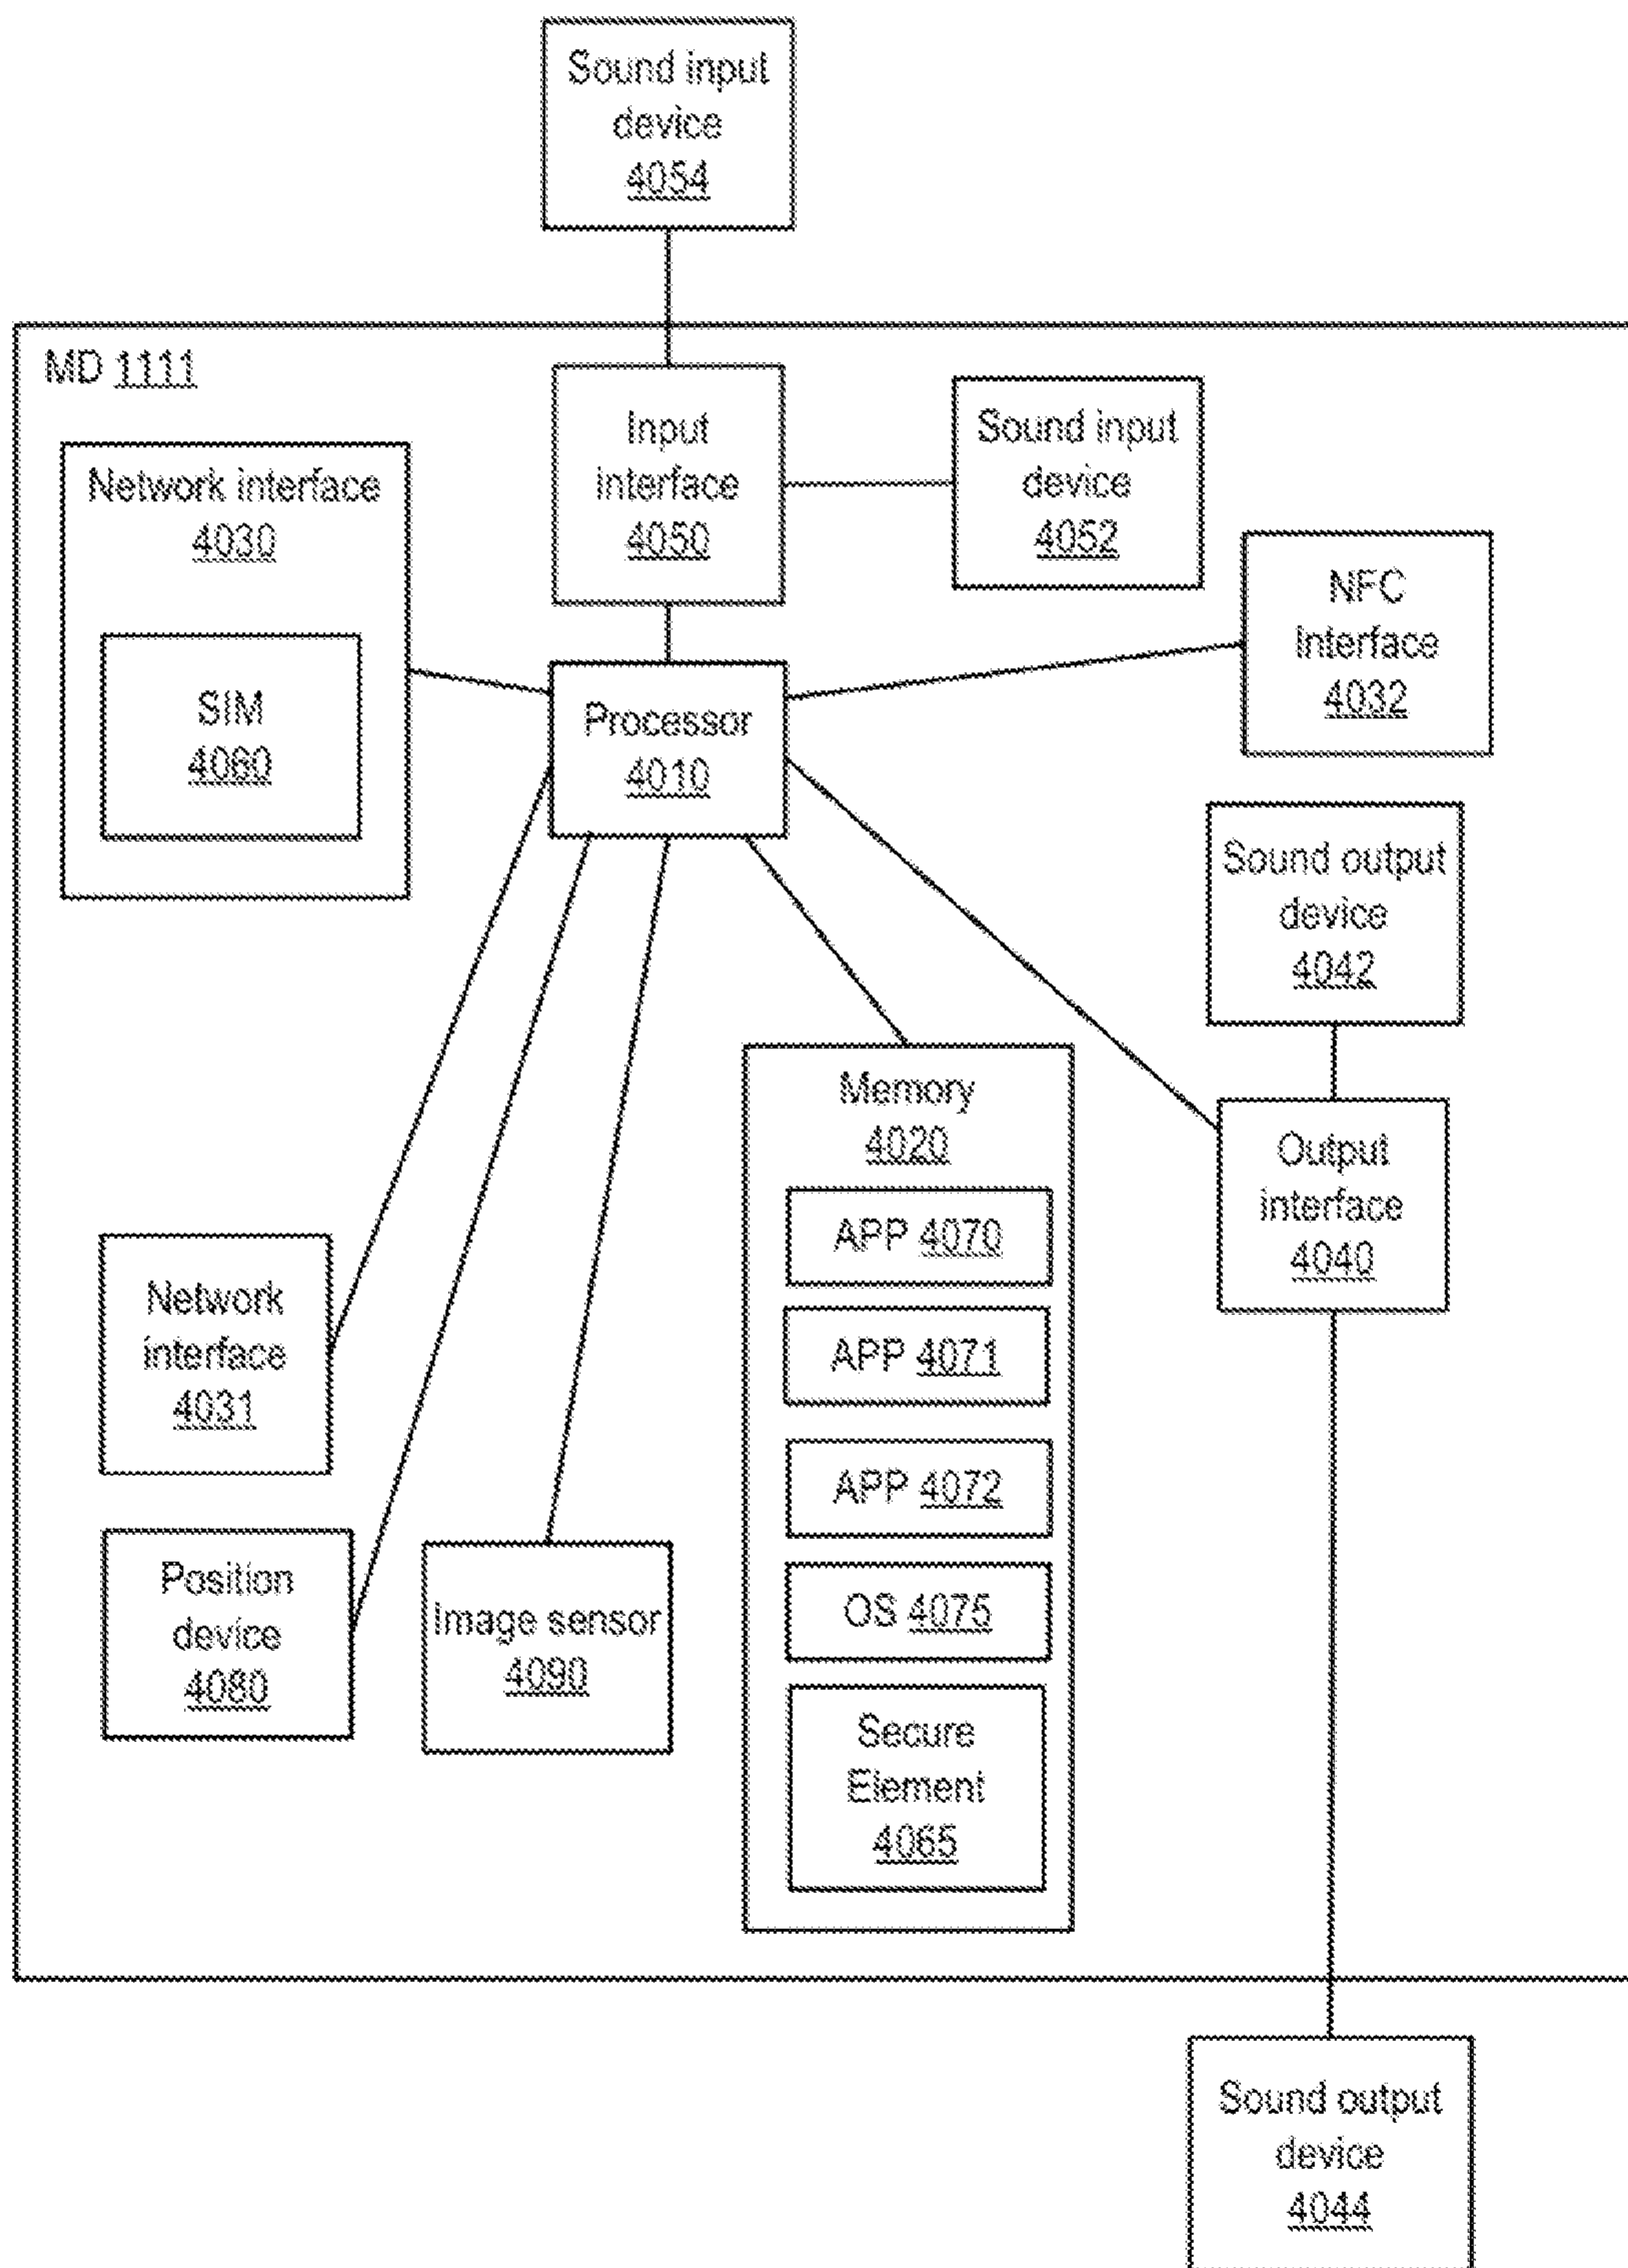 Sound input
device
4054
MD 1111
Input
interface
4050
Sound input
device
4052
Network interface
4030
SIM
4060
NFC
Interface
4032
Processor
4010
Sound output
device
4042
Memory
4020
APP 4070
APP 4071
APP 4072
OS 4075
Secure
Element
4065
Output
interface
4040
Network
interface
4031
Position
device
4080
Image sensor
4090
Sound output
device
4044